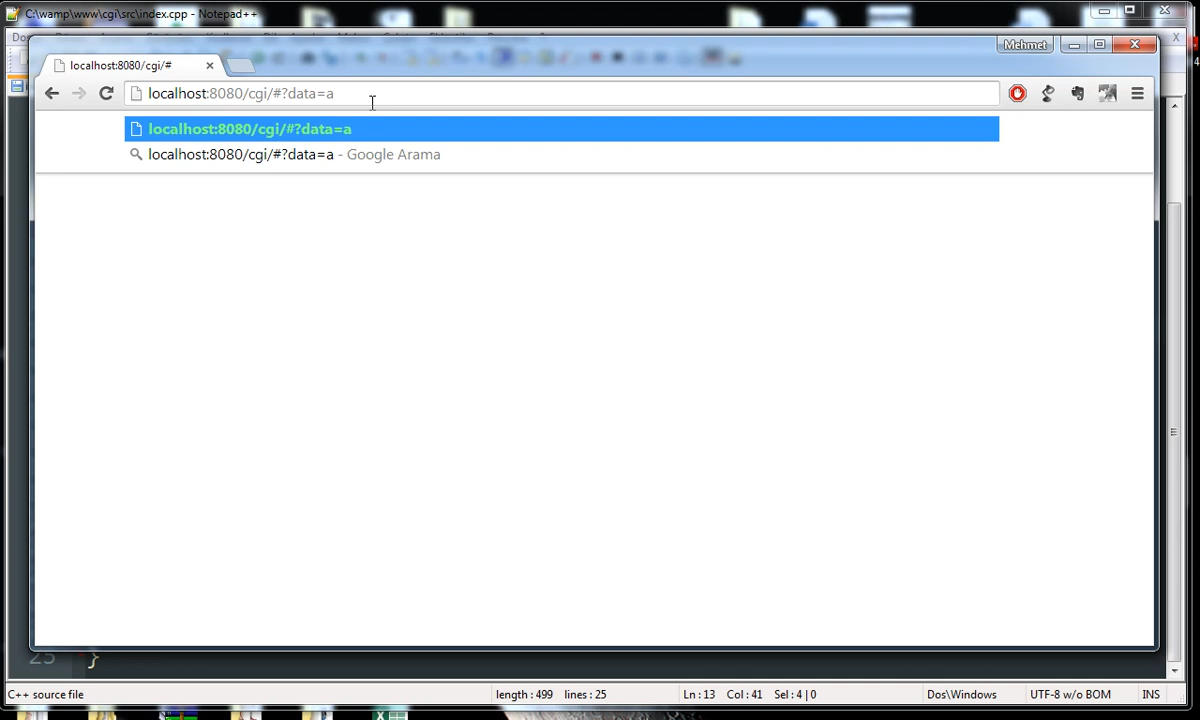 C:\wamp\www\cgi\src\index.cpp - Notepad++
Mehmet
localhost:8080/cgi/#
localhost:8080/cgi/#?data=a
localhost:8080/cgi/#?data=a
localhost:8080/cgi/#?data=a - Google Arama
25 }
C++ source file length : 499 lines : 25 Ln : 13 Col : 41 Sel : 4 | 0 Dos\Windows UTF-8 w/o BOM INS